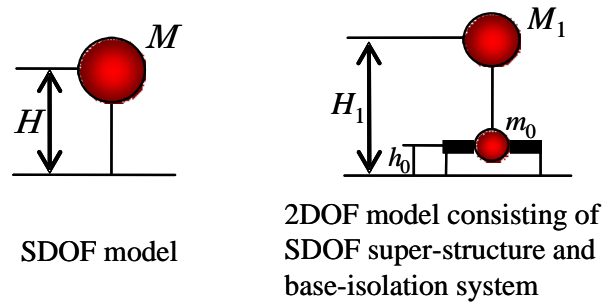 M
H
SDOF model
M₁
H₁
m₀
h₀
2DOF model consisting of
SDOF super-structure and
base-isolation system